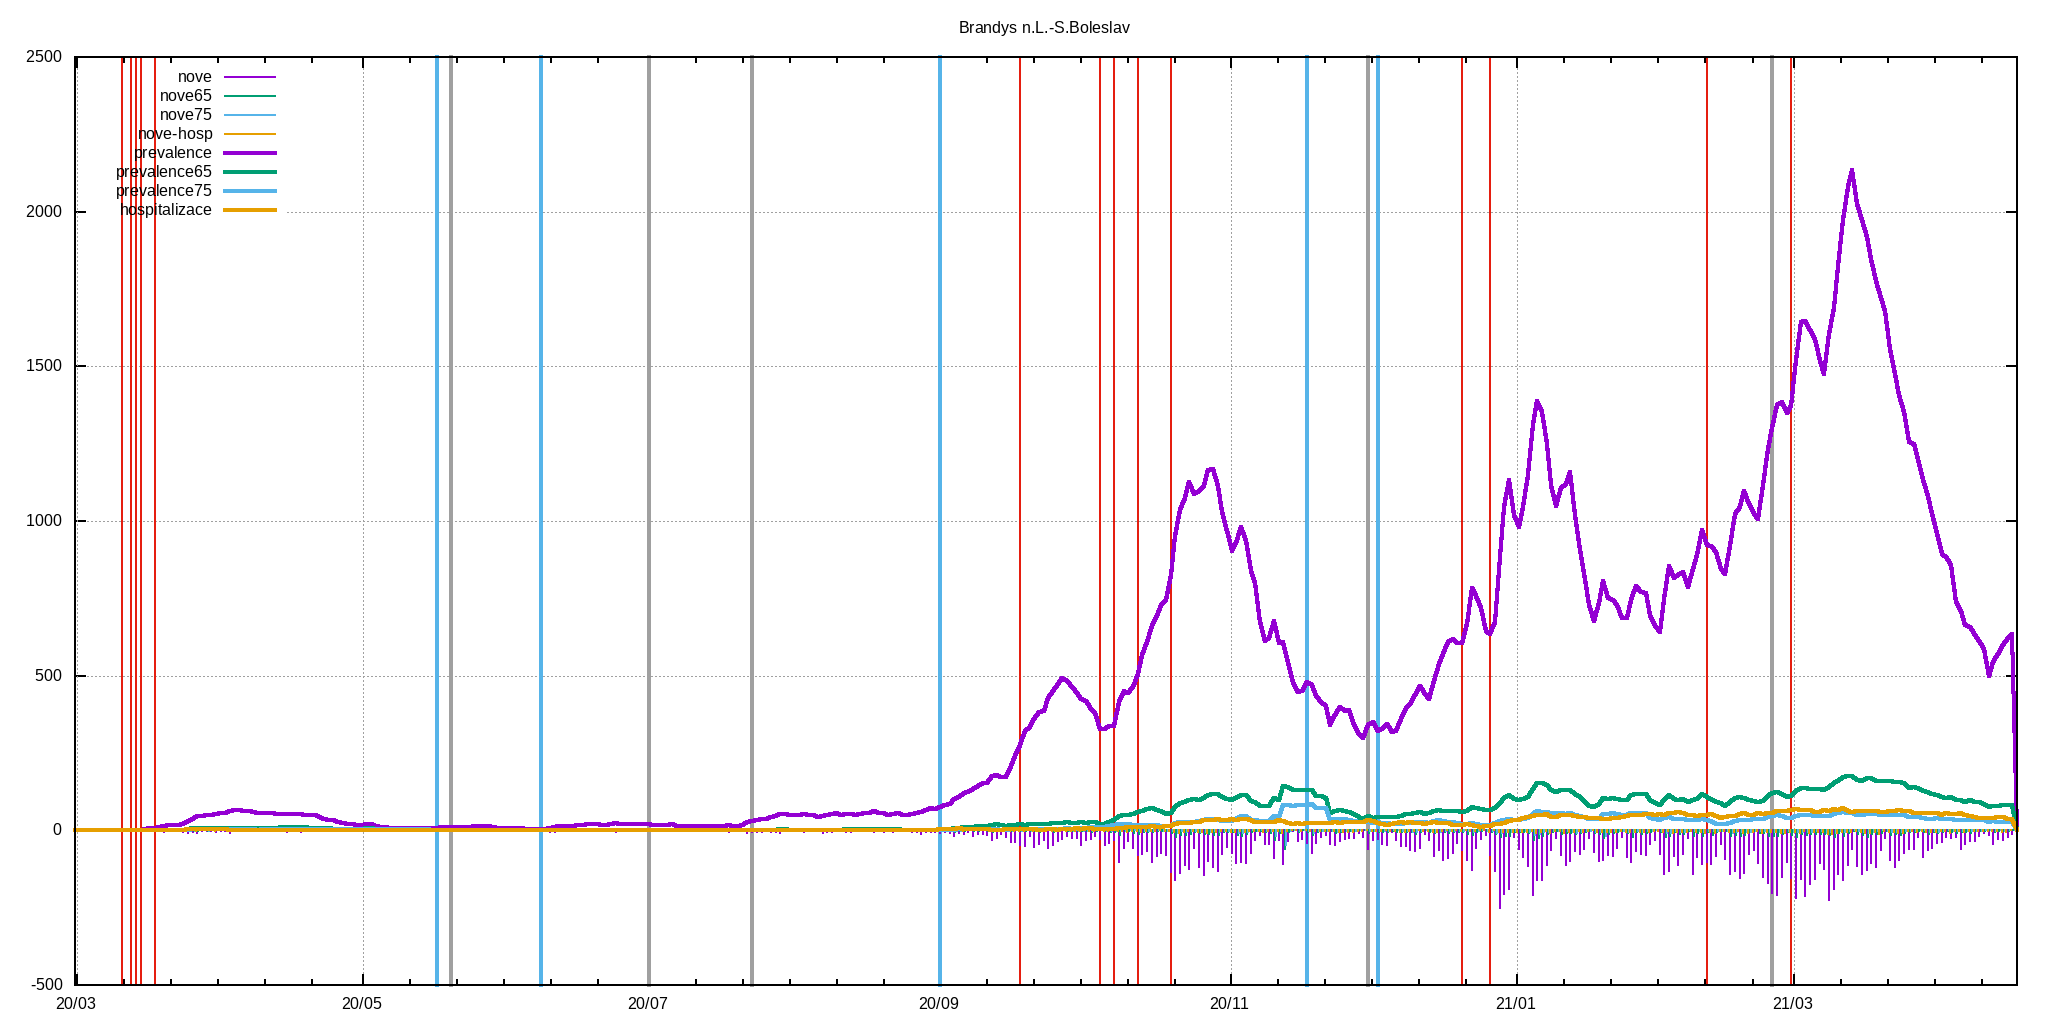 Brandys n.L.-S.Boleslav
2500
2000
1500
1000
500
0
-500
nove
nove65
nove75
nove-hosp
prevalence
prevalence65
prevalence75
hospitalizace
20/03 20/05 20/07 20/09 20/11 21/01 21/03